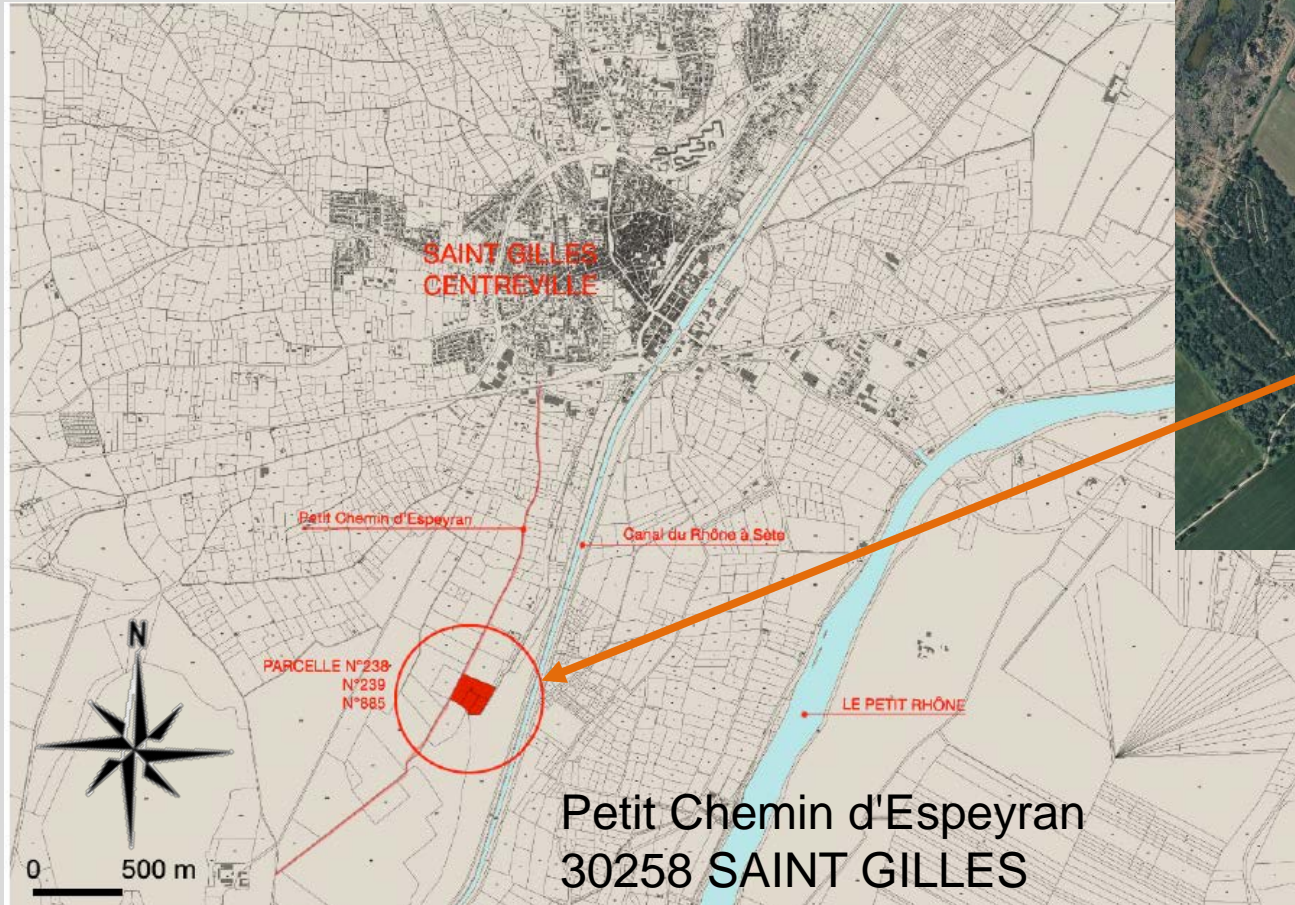 SAINT GILLES
CENTREVILLE
Petit Chemin d'Espeyran
Canal du Rhône à Sète
PARCELLE N°238
N°239
N°885
LE PETIT RHÔNE
N
0 500 m
Petit Chemin d'Espeyran
30258 SAINT GILLES